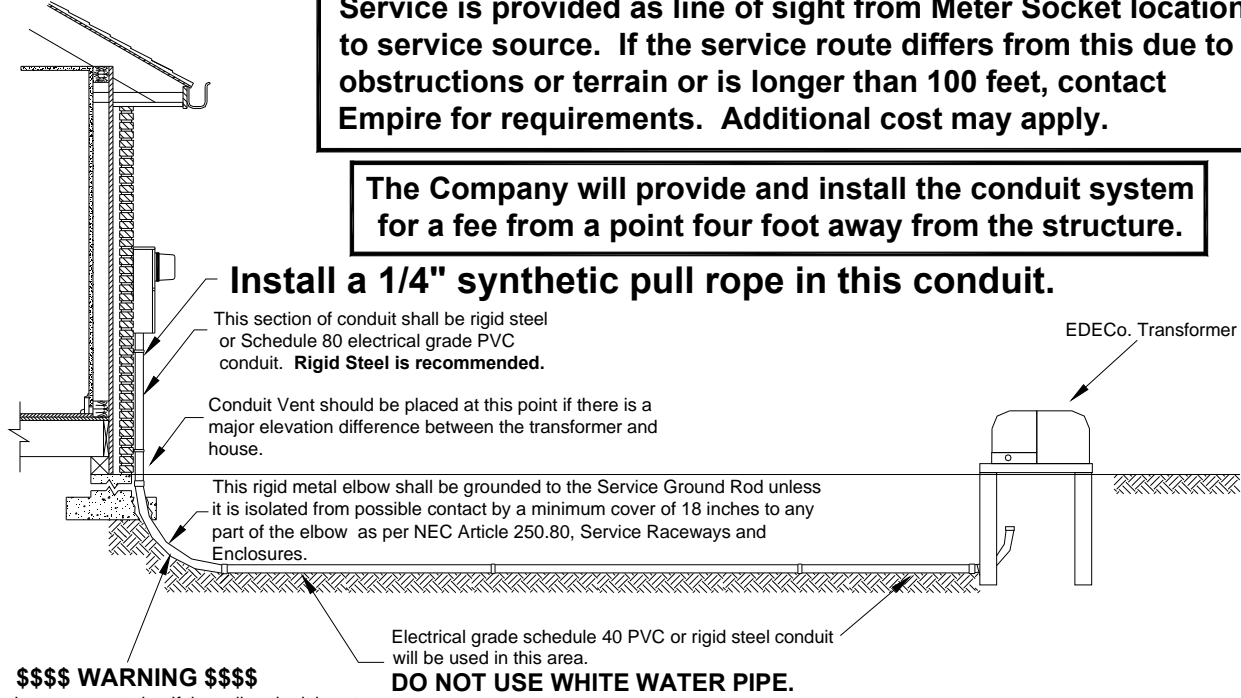 Service is provided as line of sight from Meter Socket location
to service source. If the service route differs from this due to
obstructions or terrain or is longer than 100 feet, contact
Empire for requirements. Additional cost may apply.
The Company will provide and install the conduit system
for a fee from a point four foot away from the structure.
Install a 1/4" synthetic pull rope in this conduit.
This section of conduit shall be rigid steel
or Schedule 80 electrical grade PVC
conduit. Rigid Steel is recommended.
EDECo. Transformer
Conduit Vent should be placed at this point if there is a
major elevation difference between the transformer and
house.
This rigid metal elbow shall be grounded to the Service Ground Rod unless
it is isolated from possible contact by a minimum cover of 18 inches to any
part of the elbow as per NEC Article 250.80, Service Raceways and
Enclosures.
Electrical grade schedule 40 PVC or rigid steel conduit
will be used in this area.
DO NOT USE WHITE WATER PIPE.
$$$$ WARNING $$$$